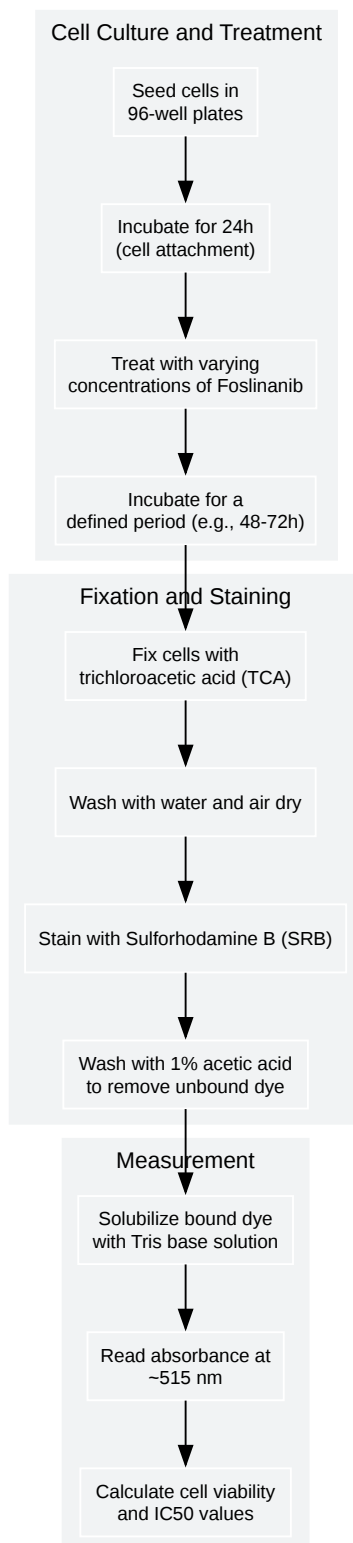 Cell Culture and Treatment
Seed cells in
96-well plates
Incubate for 24h
(cell attachment)
Treat with varying
concentrations of Foslinanib
Incubate for a
defined period (e.g., 48-72h)
Fixation and Staining
Fix cells with
trichloroacetic acid (TCA)
Wash with water and air dry
Stain with Sulforhodamine B (SRB)
Wash with 1% acetic acid
to remove unbound dye
Measurement
Solubilize bound dye
with Tris base solution
Read absorbance at
~515 nm
Calculate cell viability
and IC50 values